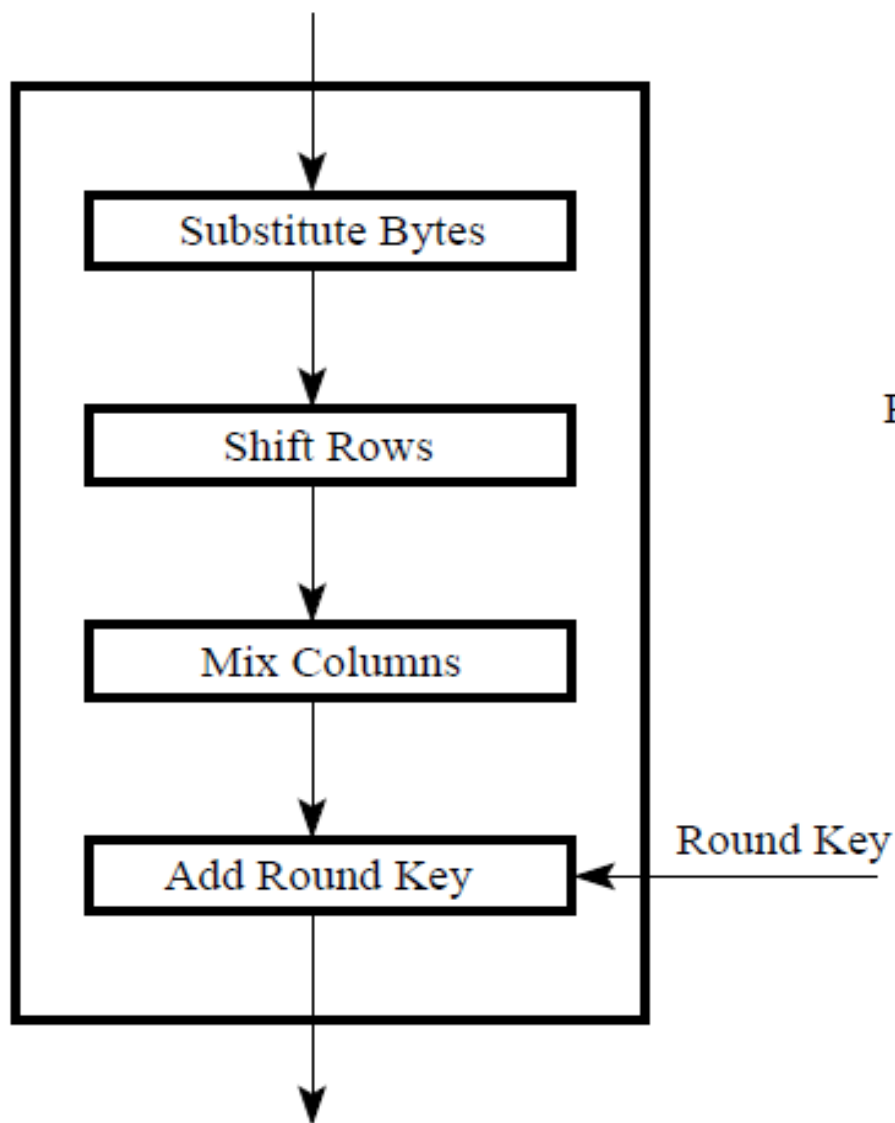 Substitute Bytes
Shift Rows
Mix Columns
Round Key
Add Round Key